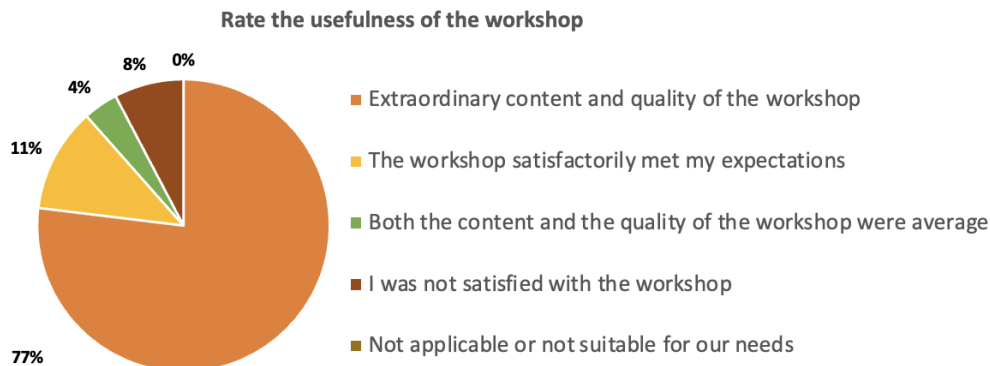 Rate the usefulness of the workshop
8%
0%
4%
11%
77%
Extraordinary content and quality of the workshop
The workshop satisfactorily met my expectations
Both the content and the quality of the workshop were average
I was not satisfied with the workshop
Not applicable or not suitable for our needs